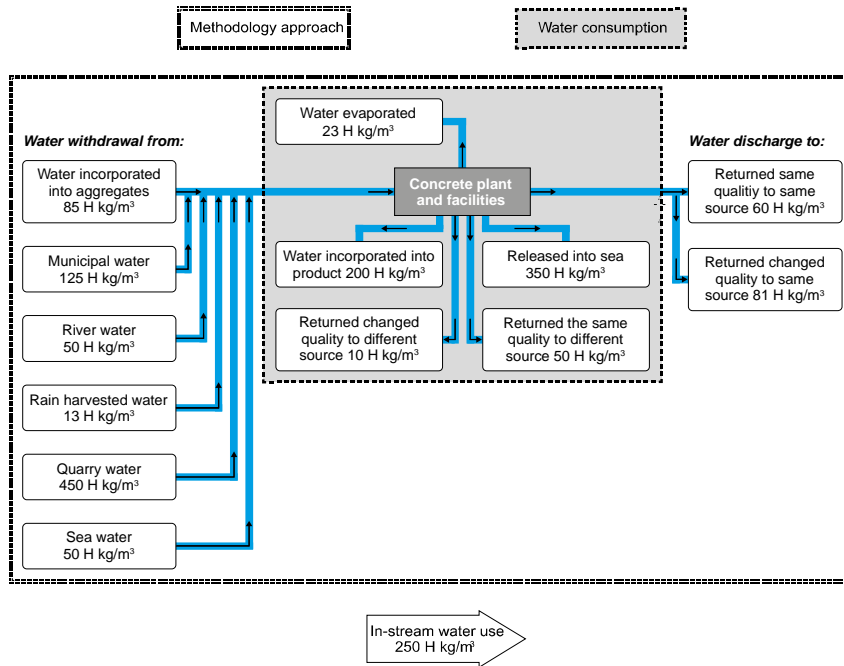 Methodology approach
Water consumption
Water withdrawal from:
Water incorporated
into aggregates
85 H kg/m³
Municipal water
125 H kg/m³
River water
50 H kg/m³
Rain harvested water
13 H kg/m³
Quarry water
450 H kg/m³
Sea water
50 H kg/m³
Water evaporated
23 H kg/m³
Concrete plant
and facilities
Water incorporated into
product 200 H kg/m³
Released into sea
350 H kg/m³
Returned changed
quality to different
source 10 H kg/m³
Returned the same
quality to different
source 50 H kg/m³
Water discharge to:
Returned same
qualitiy to same
source 60 H kg/m³
Returned changed
quality to same
source 81 H kg/m³
In-stream water use
250 H kg/m³